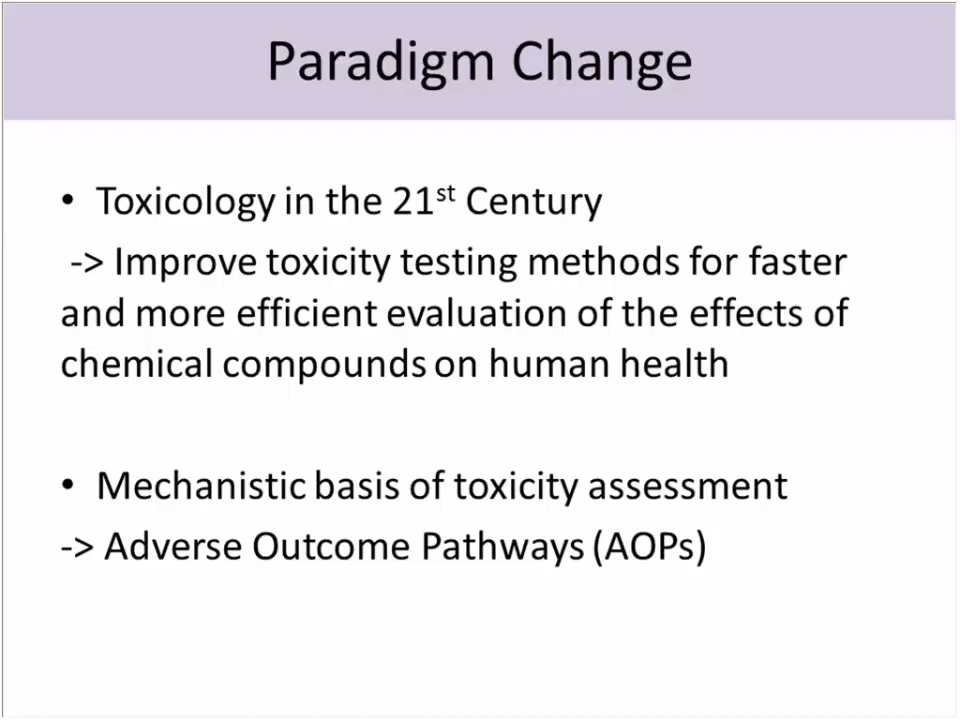 Paradigm Change
• Toxicology in the 21st Century
-> Improve toxicity testing methods for faster
and more efficient evaluation of the effects of
chemical compounds on human health
• Mechanistic basis of toxicity assessment
-> Adverse Outcome Pathways (AOPs)